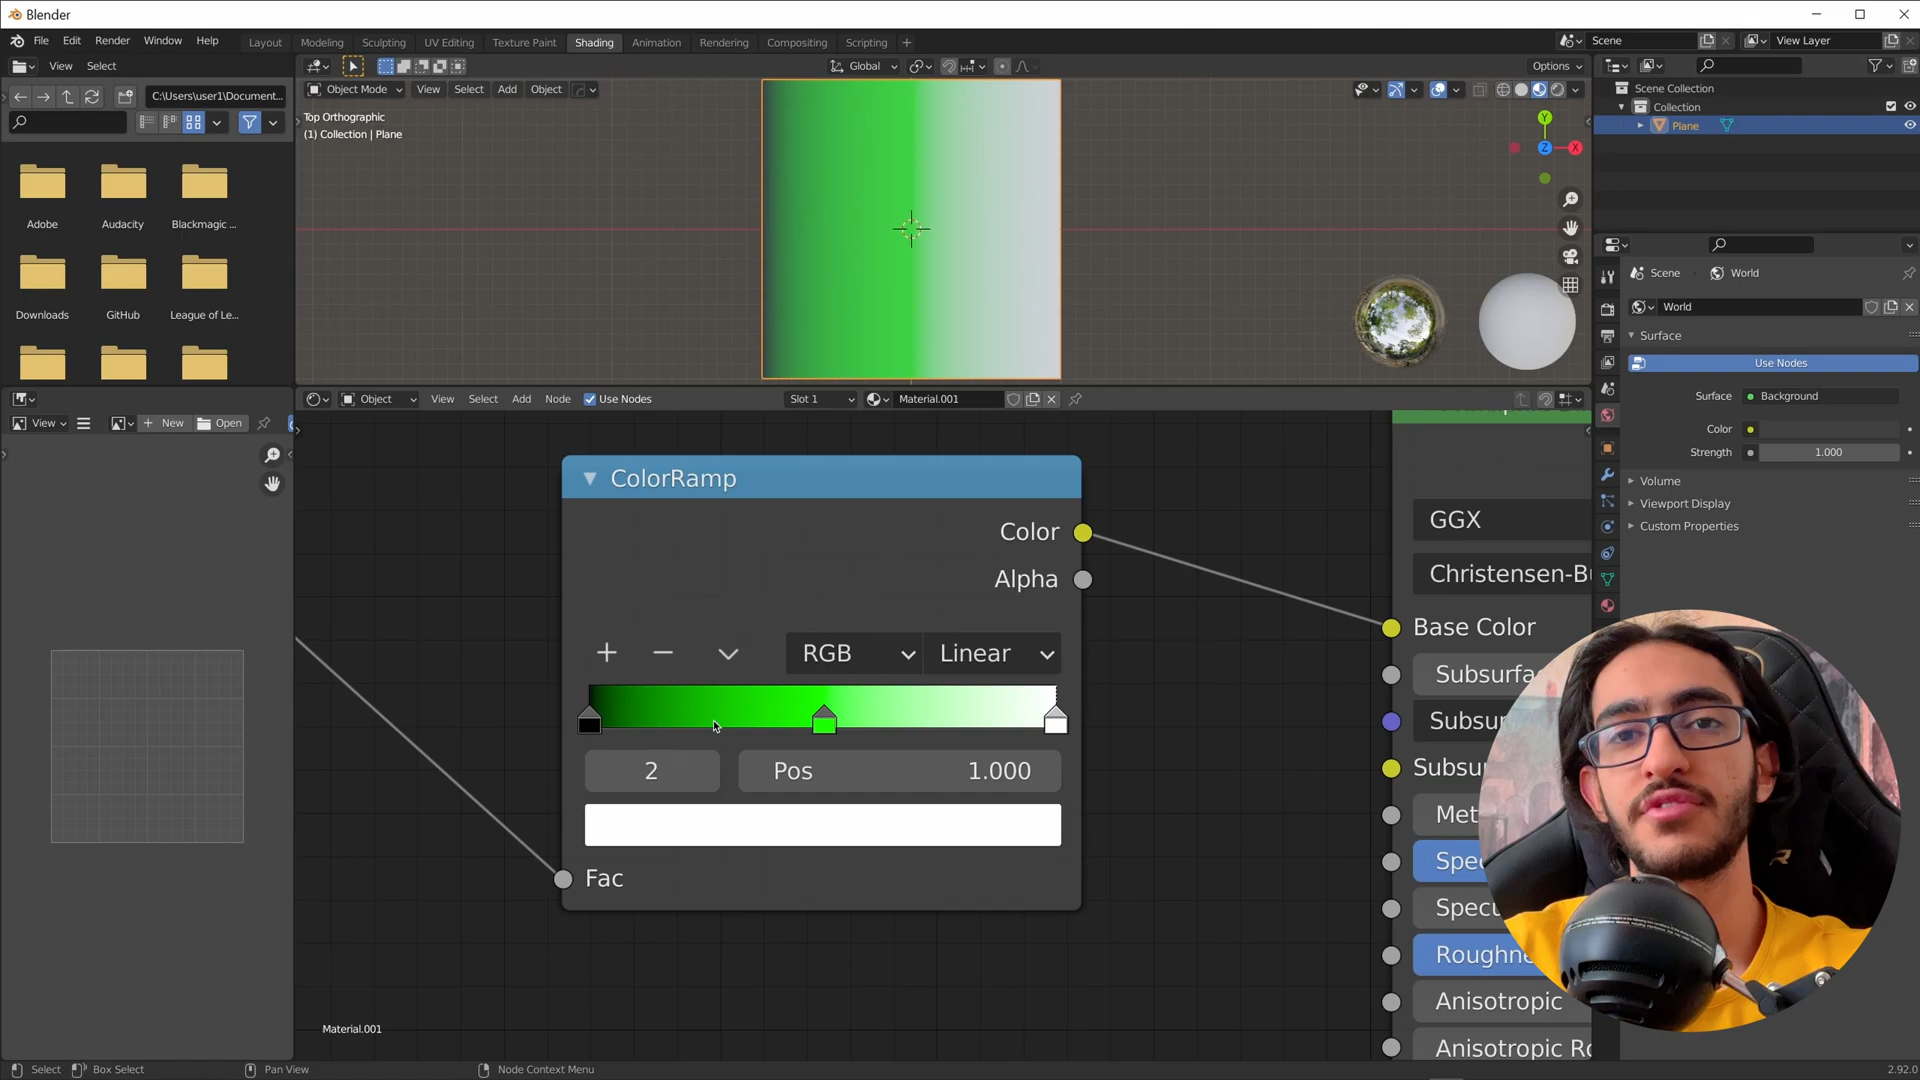 Blender
File Edit Render Window Help
Layout Modeling Sculpting UV Editing Texture Paint Shading Animation Rendering Compositing Scripting +
Scene
View Layer
View Select
Global
Options
C:\Users\user1\Document...
Object Mode View Select Add Object
Top Orthographic
(1) Collection | Plane
Scene Collection
Collection
Plane
Y
Z
X
Adobe Audacity Blackmagic ...
Downloads GitHub League of Le...
Scene World
World
Surface
Use Nodes
Surface Background
Color
Strength 1.000
Volume
Viewport Display
Custom Properties
Object View Select Add Node Use Nodes Slot 1 Material.001
View New Open
ColorRamp
Color
Alpha
RGB Linear
2 Pos 1.000
Fac
GGX
Christensen-Bu
Base Color
Subsurfa
Subsu
Subsu
Met
Spec
Specu
Roughne
Anisotropic
Anisotropic Ro
Material.001
Select Box Select Pan View Node Context Menu 2.92.0